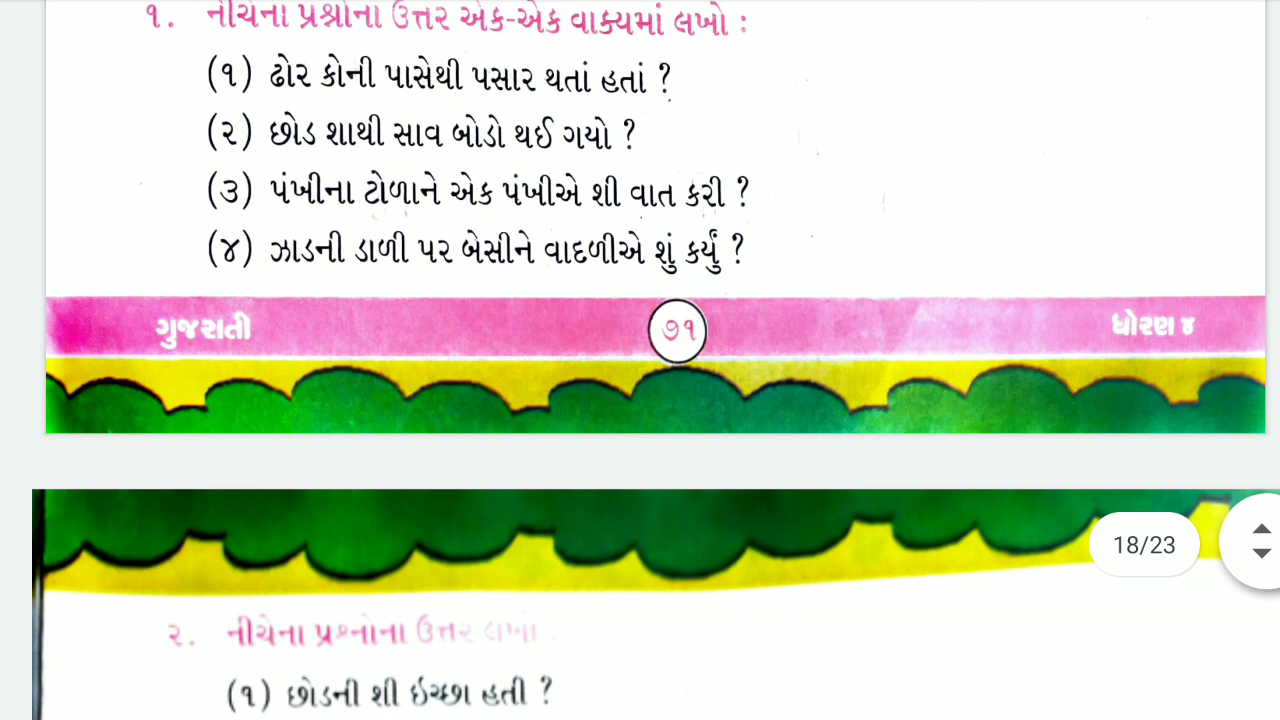 ૧. નીચેના પ્રશ્નોના ઉત્તર એક-એક વાક્યમાં લખો :
(૧) ઢોર કોની પાસેથી પસાર થતાં હતાં ?
(૨) છોડ શાથી સાવ બોડો થઈ ગયો ?
(૩) પંખીના ટોળાને એક પંખીએ શી વાત કરી ?
(૪) ઝાડની ડાળી પર બેસીને વાદળીએ શું કર્યું ?
ગુજરાતી ૭૧ ધોરણ ૪
18/23
૨. નીચેના પ્રશ્નોના ઉત્તર લખો :
(૧) છોડની શી ઇચ્છા હતી ?